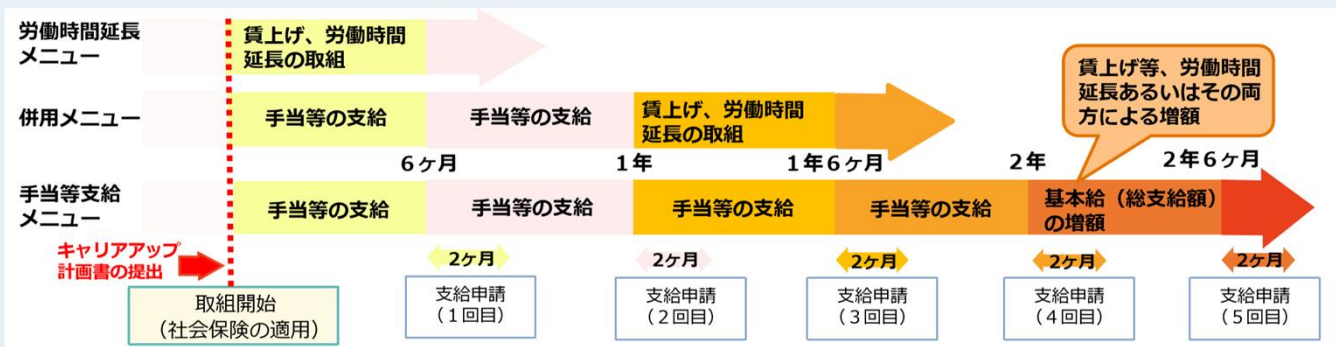 労働時間延長
メニュー
賃上げ、労働時間
延長の取組
賃上げ等、労働時間
延長あるいはその両
方による増額
併用メニュー
手当等の支給
手当等の支給
賃上げ、労働時間
延長の取組
6ヶ月
1年
1年6ヶ月
2年
2年6ヶ月
手当等支給
メニュー
手当等の支給
手当等の支給
手当等の支給
手当等の支給
基本給（総支給額）
の増額
キャリアアップ
計画書の提出
2ヶ月
2ヶ月
2ヶ月
2ヶ月
2ヶ月
取組開始
（社会保険の適用）
支給申請
（1回目）
支給申請
（2回目）
支給申請
（3回目）
支給申請
（4回目）
支給申請
（5回目）